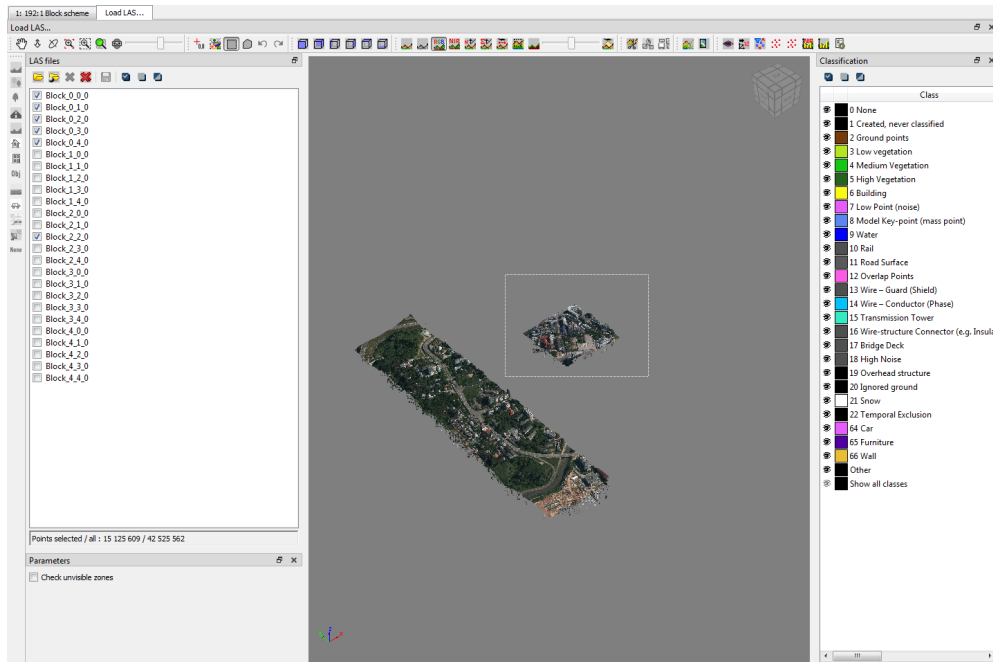 1: 192:1 Block scheme
Load LAS...
Load LAS...
RGB
NIR
LAS files
Block_0_0_0
Block_0_1_0
Block_0_2_0
Block_0_3_0
Block_0_4_0
Block_1_0_0
Block_1_1_0
Block_1_2_0
Block_1_3_0
Block_1_4_0
Block_2_0_0
Block_2_1_0
Block_2_2_0
Block_2_3_0
Block_2_4_0
Block_3_0_0
Block_3_1_0
Block_3_2_0
Block_3_3_0
Block_3_4_0
Block_4_0_0
Block_4_1_0
Block_4_2_0
Block_4_3_0
Block_4_4_0
Obj
None
Points selected / all : 15 125 609 / 42 525 562
Parameters
Check unvisible zones
Classification
Class
0 None
1 Created, never classified
2 Ground points
3 Low vegetation
4 Medium Vegetation
5 High Vegetation
6 Building
7 Low Point (noise)
8 Model Key-point (mass point)
9 Water
10 Rail
11 Road Surface
12 Overlap Points
13 Wire – Guard (Shield)
14 Wire – Conductor (Phase)
15 Transmission Tower
16 Wire-structure Connector (e.g. Insula
17 Bridge Deck
18 High Noise
19 Overhead structure
20 Ignored ground
21 Snow
22 Temporal Exclusion
64 Car
65 Furniture
66 Wall
Other
Show all classes